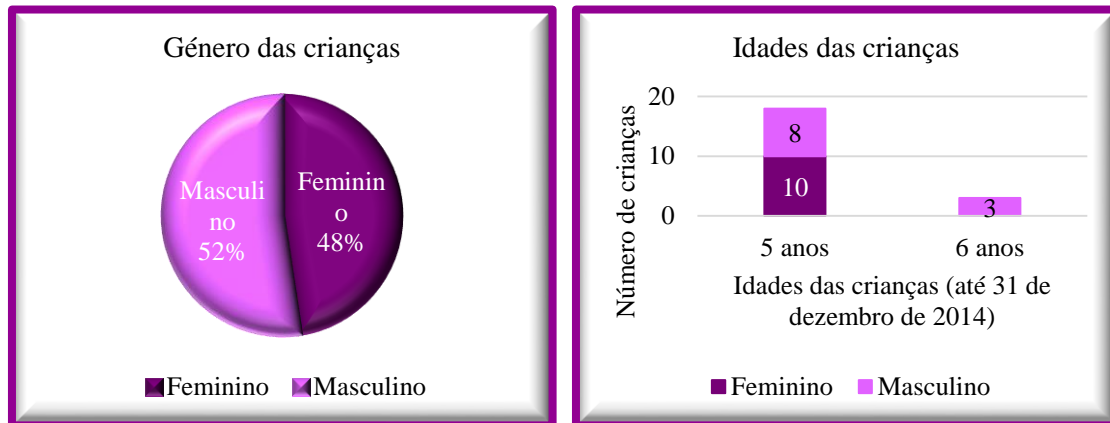 Género das crianças
Masculi
no
52%
Feminin
o
48%
Feminino Masculino
Idades das crianças
Número de crianças
20
10
0
8
10
3
5 anos 6 anos
Idades das crianças (até 31 de
dezembro de 2014)
Feminino Masculino